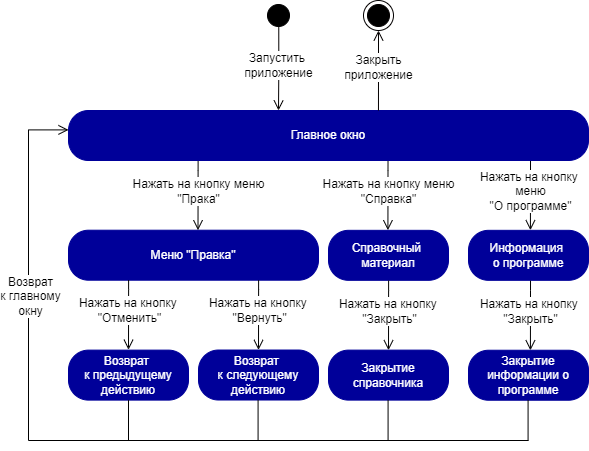 Запустить
приложение
Закрыть
приложение
Главное окно
Нажать на кнопку меню
"Прака"
Нажать на кнопку меню
"Справка"
Нажать на кнопку
меню
"О программе"
Меню "Правка"
Справочный
материал
Информация
о программе
Возврат
к главному
окну
Нажать на кнопку
"Отменить"
Нажать на кнопку
"Вернуть"
Нажать на кнопку
"Закрыть"
Нажать на кнопку
"Закрыть"
Возврат
к предыдущему
действию
Возврат
к следующему
действию
Закрытие
справочника
Закрытие
информации о
программе